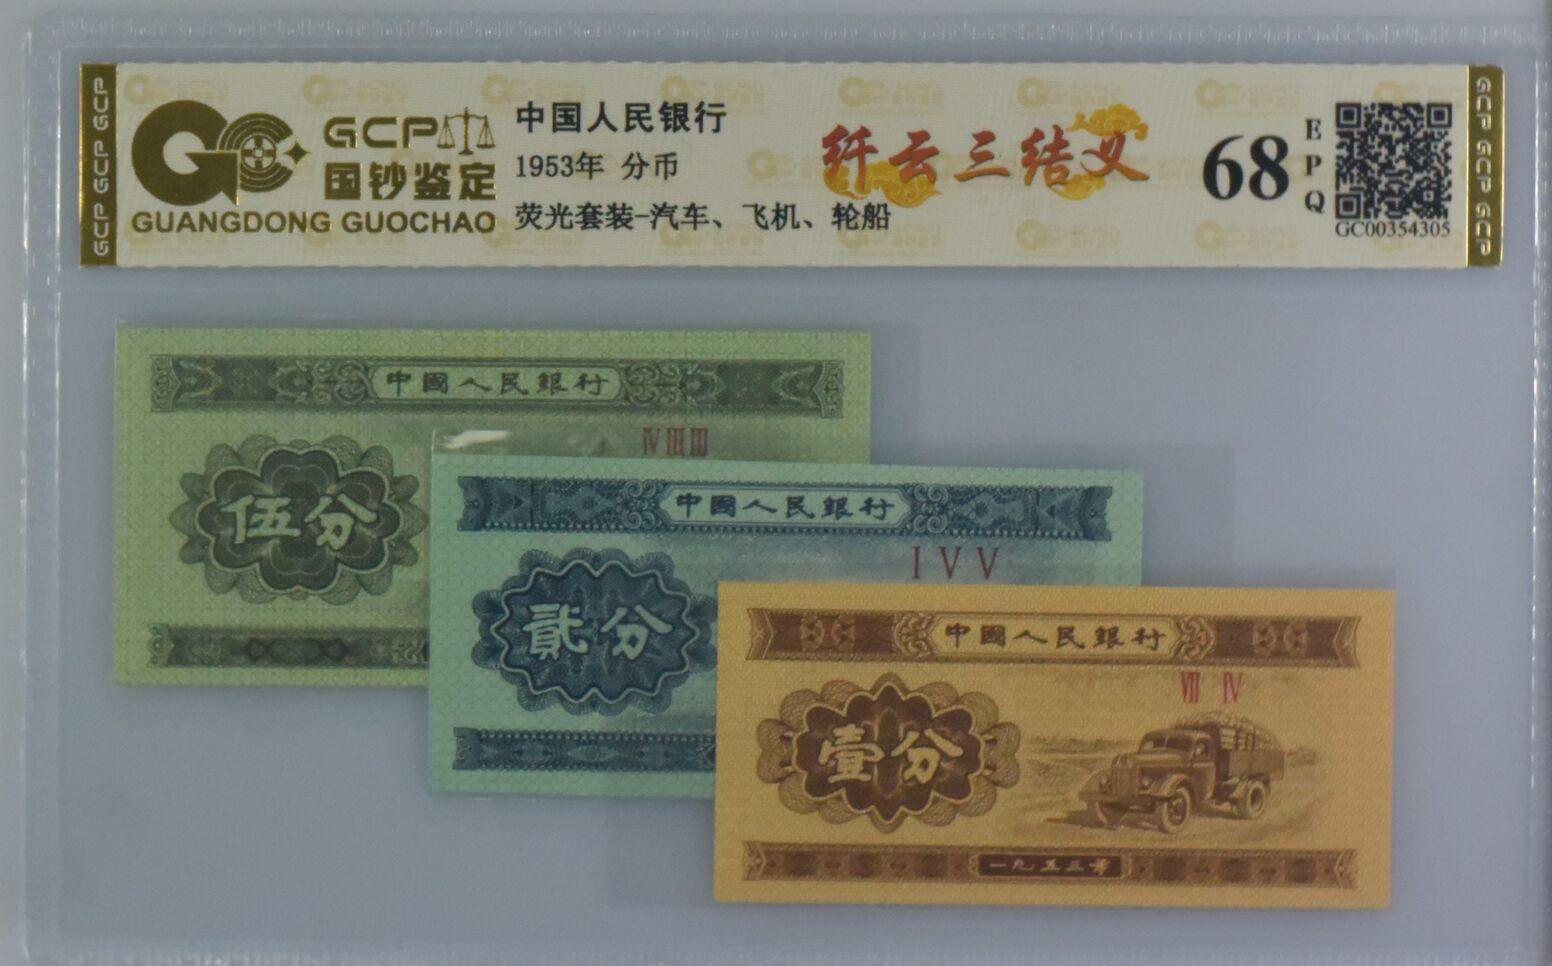 GCP GCP GCP
GCP
国钞鉴定
GUANGDONG GUOCHAO
中国人民银行
1953年 分币
荧光套装-汽车、飞机、轮船
纤云三结义
68
EPQ
GC00354305
GCP GCP GCP
中國人民銀行
ⅣⅢⅢ
伍分
中國人民銀行
ⅠⅤⅤ
貳分
中國人民銀行
Ⅶ Ⅳ
壹分
一九五三年